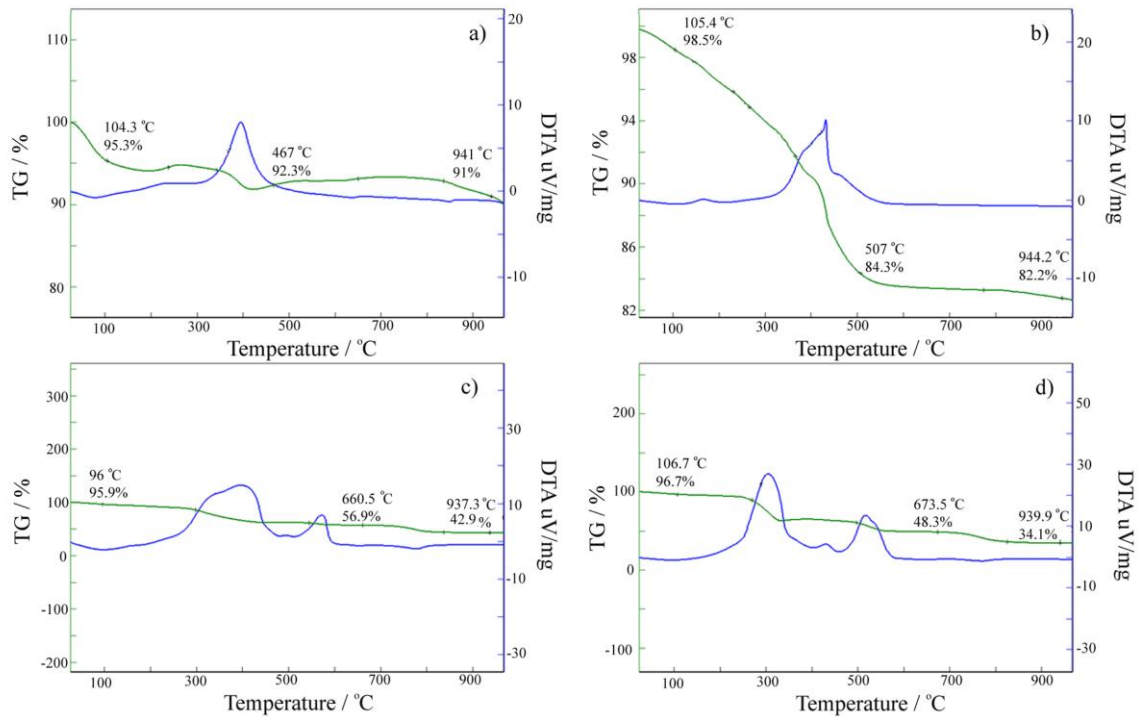 a)
110
100
90
80
TG / %
20
10
0
-10
DTA uV/mg
104.3 °C
95.3%
467 °C
92.3%
941 °C
91%
100 300 500 700 900
Temperature / °C
b)
98
94
90
86
82
TG / %
20
10
0
-10
DTA uV/mg
105.4 °C
98.5%
507 °C
84.3%
944.2 °C
82.2%
100 300 500 700 900
Temperature / °C
c)
300
200
100
0
-100
-200
TG / %
30
10
-10
-30
DTA uV/mg
96 °C
95.9%
660.5 °C
56.9%
937.3 °C
42.9 %
100 300 500 700 900
Temperature / °C
d)
200
100
0
-100
TG / %
50
30
10
-10
-30
DTA uV/mg
106.7 °C
96.7%
673.5 °C
48.3%
939.9 °C
34.1%
100 300 500 700 900
Temperature / °C